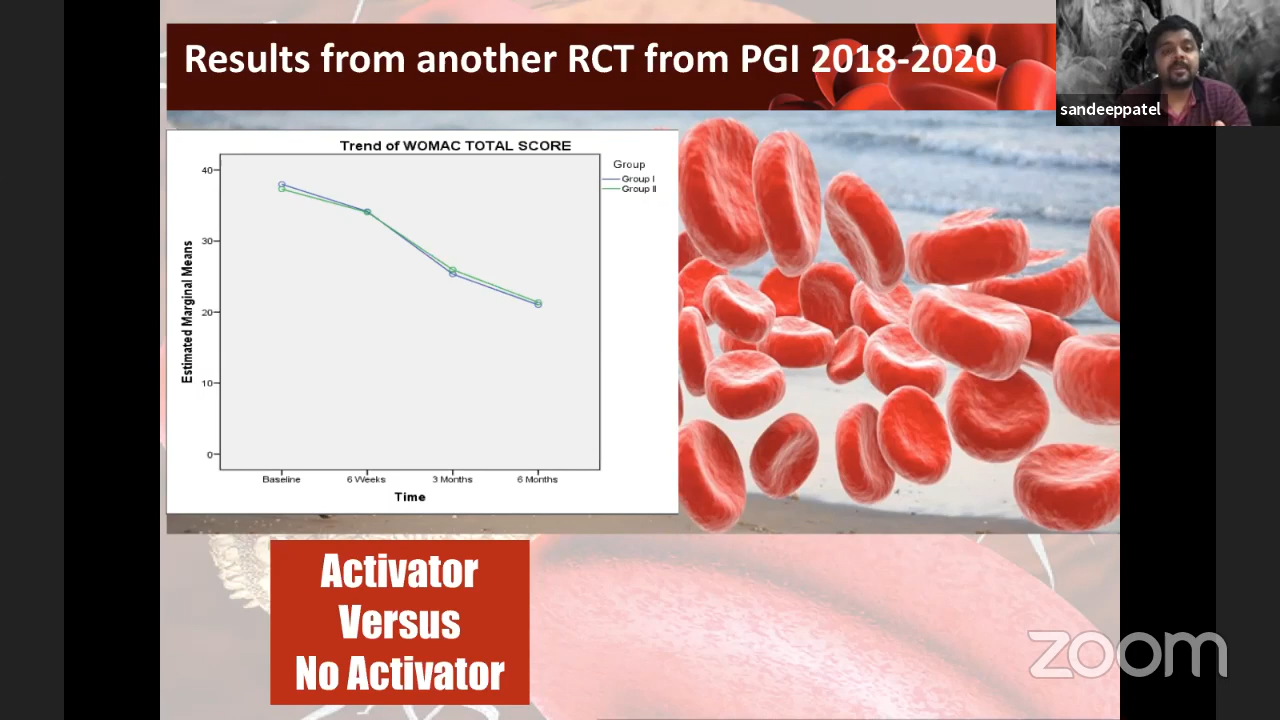 Results from another RCT from PGI 2018-2020
sandeeppatel
Trend of WOMAC TOTAL SCORE
Group
Group I
Group II
40
30
20
10
0
Estimated Marginal Means
Baseline
6 Weeks
3 Months
6 Months
Time
Activator
Versus
No Activator
zoom